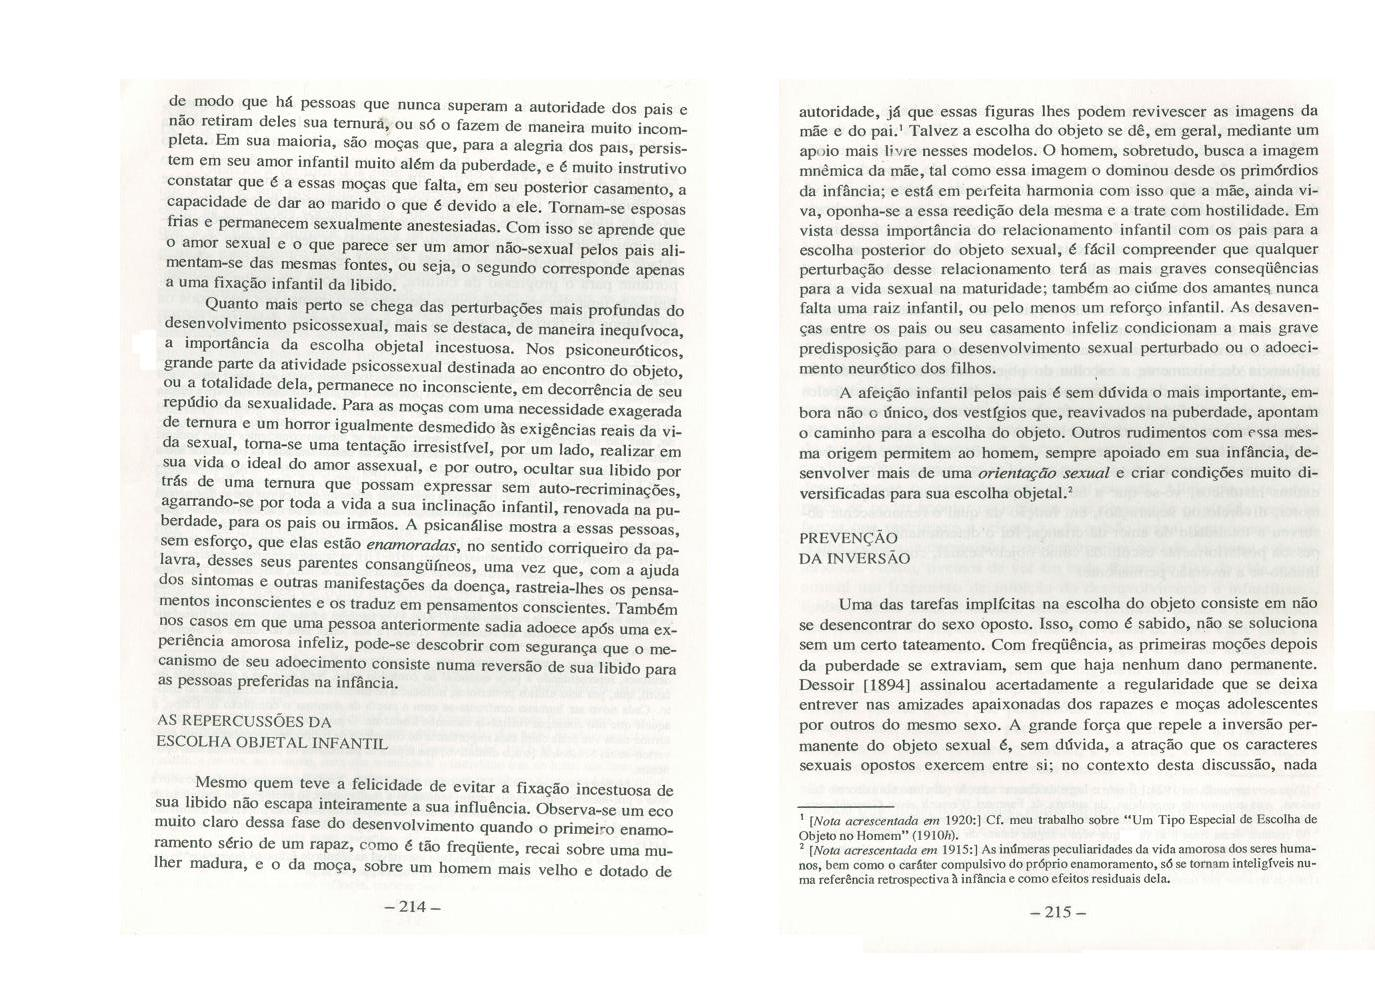 de modo que há pessoas que nunca superam a autoridade dos pais e
não retiram deles sua ternura, ou só o fazem de maneira muito incom-
pleta. Em sua maioria, são moças que, para a alegria dos pais, persis-
tem em seu amor infantil muito além da puberdade, e é muito instrutivo
constatar que é a essas moças que falta, em seu posterior casamento, a
capacidade de dar ao marido o que é devido a ele. Tornam-se esposas
frias e permanecem sexualmente anestesiadas. Com isso se aprende que
o amor sexual e o que parece ser um amor não-sexual pelos pais ali-
mentam-se das mesmas fontes, ou seja, o segundo corresponde apenas
a uma fixação infantil da libido.
Quanto mais perto se chega das perturbações mais profundas do
desenvolvimento psicossexual, mais se destaca, de maneira inequívoca,
a importância da escolha objetal incestuosa. Nos psiconeuróticos,
grande parte da atividade psicossexual destinada ao encontro do objeto,
ou a totalidade dela, permanece no inconsciente, em decorrência de seu
repúdio da sexualidade. Para as moças com uma necessidade exagerada
de ternura e um horror igualmente desmedido às exigências reais da vi-
da sexual, torna-se uma tentação irresistível, por um lado, realizar em
sua vida o ideal do amor assexual, e por outro, ocultar sua libido por
trás de uma ternura que possam expressar sem auto-recriminações,
agarrando-se por toda a vida a sua inclinação infantil, renovada na pu-
berdade, para os pais ou irmãos. A psicanálise mostra a essas pessoas,
sem esforço, que elas estão enamoradas, no sentido corriqueiro da pa-
lavra, desses seus parentes consangüíneos, uma vez que, com a ajuda
dos sintomas e outras manifestações da doença, rastreia-lhes os pensa-
mentos inconscientes e os traduz em pensamentos conscientes. Também
nos casos em que uma pessoa anteriormente sadia adoece após uma ex-
periência amorosa infeliz, pode-se descobrir com segurança que o me-
canismo de seu adoecimento consiste numa reversão de sua libido para
as pessoas preferidas na infância.
AS REPERCUSSÕES DA
ESCOLHA OBJETAL INFANTIL
Mesmo quem teve a felicidade de evitar a fixação incestuosa de
sua libido não escapa inteiramente a sua influência. Observa-se um eco
muito claro dessa fase do desenvolvimento quando o primeiro enamo-
ramento sério de um rapaz, como é tão freqüente, recai sobre uma mu-
lher madura, e o da moça, sobre um homem mais velho e dotado de
– 214 –
autoridade, já que essas figuras lhes podem revivescer as imagens da
mãe e do pai.¹ Talvez a escolha do objeto se dê, em geral, mediante um
apoio mais livre nesses modelos. O homem, sobretudo, busca a imagem
mnêmica da mãe, tal como essa imagem o dominou desde os primórdios
da infância; e está em perfeita harmonia com isso que a mãe, ainda vi-
va, oponha-se a essa reedição dela mesma e a trate com hostilidade. Em
vista dessa importância do relacionamento infantil com os pais para a
escolha posterior do objeto sexual, é fácil compreender que qualquer
perturbação desse relacionamento terá as mais graves conseqüências
para a vida sexual na maturidade; também ao ciúme dos amantes nunca
falta uma raiz infantil, ou pelo menos um reforço infantil. As desaven-
ças entre os pais ou seu casamento infeliz condicionam a mais grave
predisposição para o desenvolvimento sexual perturbado ou o adoeci-
mento neurótico dos filhos.
A afeição infantil pelos pais é sem dúvida o mais importante, em-
bora não o único, dos vestígios que, reavivados na puberdade, apontam
o caminho para a escolha do objeto. Outros rudimentos com essa mes-
ma origem permitem ao homem, sempre apoiado em sua infância, de-
senvolver mais de uma orientação sexual e criar condições muito di-
versificadas para sua escolha objetal.²
PREVENÇÃO
DA INVERSÃO
Uma das tarefas implícitas na escolha do objeto consiste em não
se desencontrar do sexo oposto. Isso, como é sabido, não se soluciona
sem um certo tateamento. Com freqüência, as primeiras moções depois
da puberdade se extraviam, sem que haja nenhum dano permanente.
Dessoir [1894] assinalou acertadamente a regularidade que se deixa
entrever nas amizades apaixonadas dos rapazes e moças adolescentes
por outros do mesmo sexo. A grande força que repele a inversão per-
manente do objeto sexual é, sem dúvida, a atração que os caracteres
sexuais opostos exercem entre si; no contexto desta discussão, nada
¹ [Nota acrescentada em 1920:] Cf. meu trabalho sobre “Um Tipo Especial de Escolha de
Objeto no Homem” (1910h).
² [Nota acrescentada em 1915:] As inúmeras peculiaridades da vida amorosa dos seres huma-
nos, bem como o caráter compulsivo do próprio enamoramento, só se tornam inteligíveis nu-
ma referência retrospectiva à infância e como efeitos residuais dela.
– 215 –